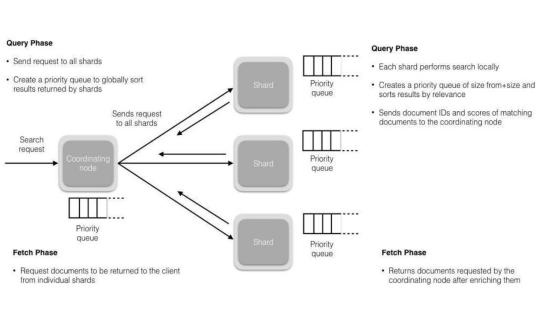 Query Phase
• Send request to all shards
• Create a priority queue to globally sort
results returned by shards
Search
request
Coordinating
node
Priority
queue
Sends request
to all shards
Shard
Priority
queue
Shard
Priority
queue
Shard
Priority
queue
Query Phase
• Each shard performs search locally
• Creates a priority queue of size from+size and
sorts results by relevance
• Sends document IDs and scores of matching
documents to the coordinating node
Fetch Phase
• Request documents to be returned to the client
from individual shards
Fetch Phase
• Returns documents requested by the
coordinating node after enriching them